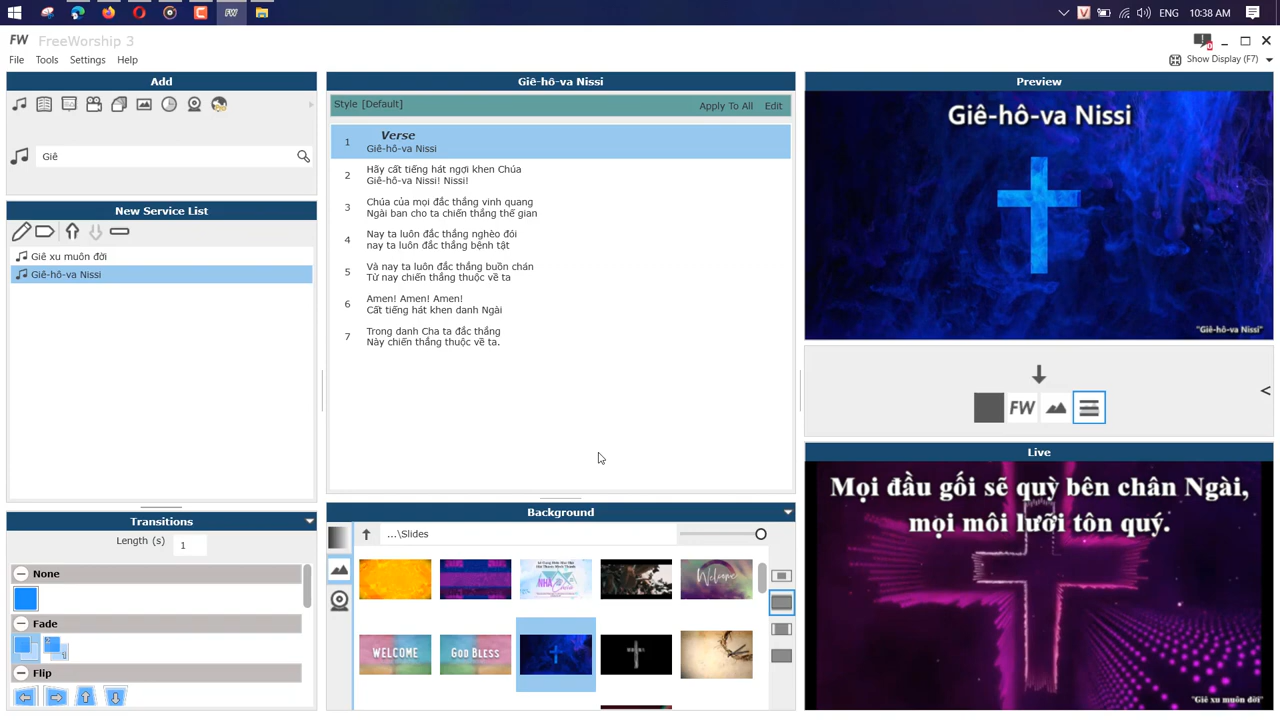 ENG 10:38 AM
FW FreeWorship 3
File Tools Settings Help
Show Display (F7)
Add
Giê
New Service List
Giê xu muôn đời
Giê-hô-va Nissi
Transitions
Length (s) 1
None
Fade
Flip
Giê-hô-va Nissi
Style [Default] Apply To All Edit
1 Verse
Giê-hô-va Nissi
2 Hãy cất tiếng hát ngợi khen Chúa
Giê-hô-va Nissi! Nissi!
3 Chúa của mọi đắc thắng vinh quang
Ngài ban cho ta chiến thắng thế gian
4 Nay ta luôn đắc thắng nghèo đói
nay ta luôn đắc thắng bệnh tật
5 Và nay ta luôn đắc thắng buồn chán
Từ nay chiến thắng thuộc về ta
6 Amen! Amen! Amen!
Cất tiếng hát khen danh Ngài
7 Trong danh Cha ta đắc thắng
Này chiến thắng thuộc về ta.
Background
...\Slides
Welcome
WELCOME
GOD BLESS
Preview
Giê-hô-va Nissi
"Giê-hô-va Nissi"
FW
Live
Mọi đầu gối sẽ quỳ bên chân Ngài,
mọi môi lưỡi tôn quý.
"Giê xu muôn đời"